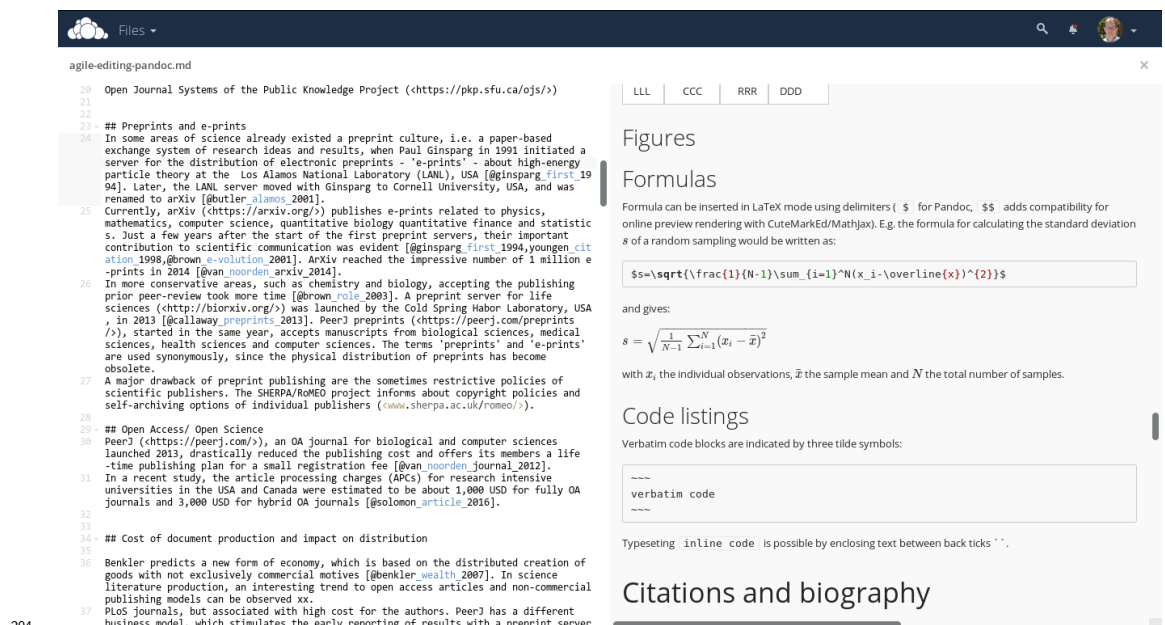 Files
agile-editing-pandoc.md
×
20 Open Journal Systems of the Public Knowledge Project (<https://pkp.sfu.ca/ojs/>)
21
22
23 ## Preprints and e-prints
24 In some areas of science already existed a preprint culture, i.e. a paper-based
exchange system of research ideas and results, when Paul Ginsparg in 1991 initiated a
server for the distribution of electronic preprints - 'e-prints' - about high-energy
particle theory at the  Los Alamos National Laboratory (LANL), USA [@ginsparg_first_19
94]. Later, the LANL server moved with Ginsparg to Cornell University, USA, and was
renamed to arXiv [@butler_alamos_2001].
25 Currently, arXiv (<https://arxiv.org/>) publishes e-prints related to physics,
mathematics, computer science, quantitative biology quantitative finance and statistic
s. Just a few years after the start of the first preprint servers, their important
contribution to scientific communication was evident [@ginsparg_first_1994,youngen_cit
ation_1998,@brown_e-volution_2001]. ArXiv reached the impressive number of 1 million e
-prints in 2014 [@van_noorden_arxiv_2014].
26 In more conservative areas, such as chemistry and biology, accepting the publishing
prior peer-review took more time [@brown_role_2003]. A preprint server for life
sciences (<http://biorxiv.org/>) was launched by the Cold Spring Habor Laboratory, USA
, in 2013 [@callaway_preprints_2013]. PeerJ preprints (<https://peerj.com/preprints
/>), started in the same year, accepts manuscripts from biological sciences, medical
sciences, health sciences and computer sciences. The terms 'preprints' and 'e-prints'
are used synonymously, since the physical distribution of preprints has become
obsolete.
27 A major drawback of preprint publishing are the sometimes restrictive policies of
scientific publishers. The SHERPA/RoMEO project informs about copyright policies and
self-archiving options of individual publishers (<www.sherpa.ac.uk/romeo/>).
28
29 ## Open Access/ Open Science
30 PeerJ (<https://peerj.com/>), an OA journal for biological and computer sciences
launched 2013, drastically reduced the publishing cost and offers its members a life
-time publishing plan for a small registration fee [@van_noorden_journal_2012].
31 In a recent study, the article processing charges (APCs) for research intensive
universities in the USA and Canada were estimated to be about 1,000 USD for fully OA
journals and 3,000 USD for hybrid OA journals [@solomon_article_2016].
32
33
34 ## Cost of document production and impact on distribution
35
36 Benkler predicts a new form of economy, which is based on the distributed creation of
goods with not exclusively commercial motives [@benkler_wealth_2007]. In science
literature production, an interesting trend to open access articles and non-commercial
publishing models can be observed xx.
37 PLoS journals, but associated with high cost for the authors. PeerJ has a different
business model, which stimulates the early reporting of results with a preprint server
LLL CCC RRR DDD
Figures
Formulas
Formula can be inserted in LaTeX mode using delimiters ( $ for Pandoc, $$ adds compatibility for
online preview rendering with CuteMarkEd/MathJax). E.g. the formula for calculating the standard deviation
s of a random sampling would be written as:
$s=\sqrt{\frac{1}{N-1}\sum_{i=1}^N(x_i-\overline{x})^{2}}$
and gives:
s = √(1/(N−1) ∑_{i=1}^N (x_i − x̄)²)
with x_i the individual observations, x̄ the sample mean and N the total number of samples.
Code listings
Verbatim code blocks are indicated by three tilde symbols:
~~~
verbatim code
~~~
Typeseting inline code is possible by enclosing text between back ticks ` `.
Citations and biography